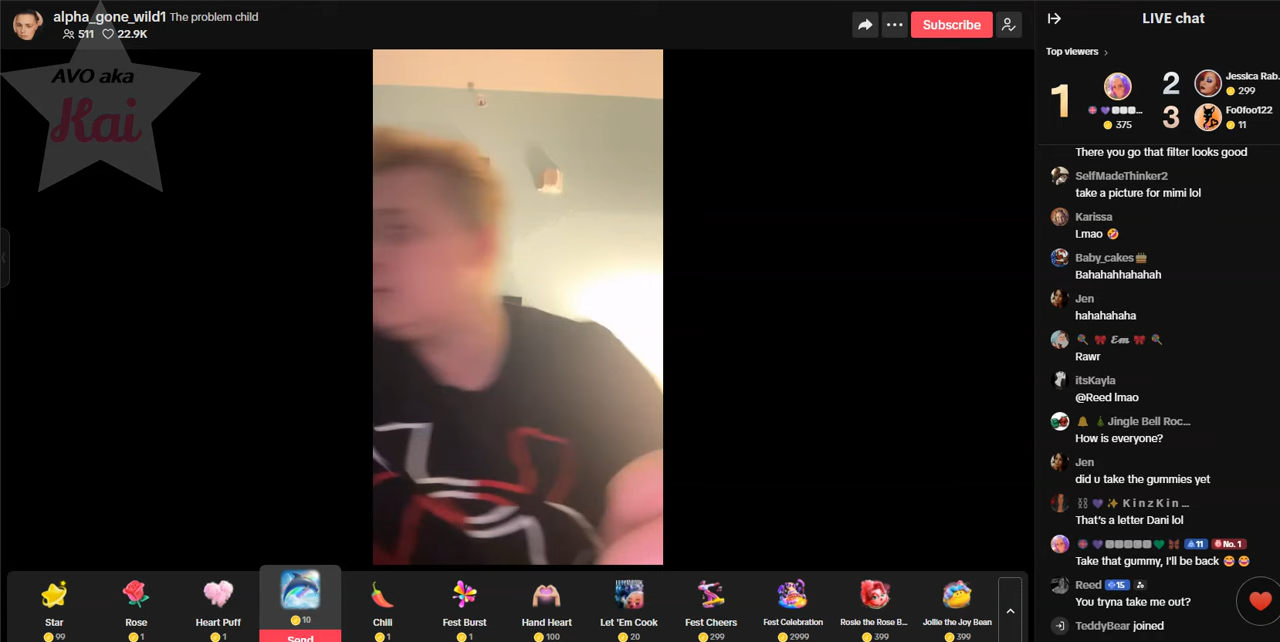 alpha_gone_wild1 The problem child
511 22.9K
Subscribe
AVO aka
Kai
LIVE chat
Top viewers
1
375
2
Jessica Rab...
299
3
Fo0foo122
11
There you go that filter looks good
SelfMadeThinker2
take a picture for mimi lol
Karissa
Lmao 🤣
Baby_cakes
Bahahahhahahah
Jen
hahahahaha
Em
Rawr
itsKayla
@Reed lmao
Jingle Bell Roc...
How is everyone?
Jen
did u take the gummies yet
K i n z K i n ...
That's a letter Dani lol
11 No. 1
Take that gummy, I'll be back 😂 😂
Reed 15
You tryna take me out?
TeddyBear joined
Star
99
Rose
1
Heart Puff
1
10
Send
Chili
1
Fest Burst
1
Hand Heart
100
Let 'Em Cook
20
Fest Cheers
299
Fest Celebration
2999
Rosie the Rose B...
399
Jollie the Joy Bean
399